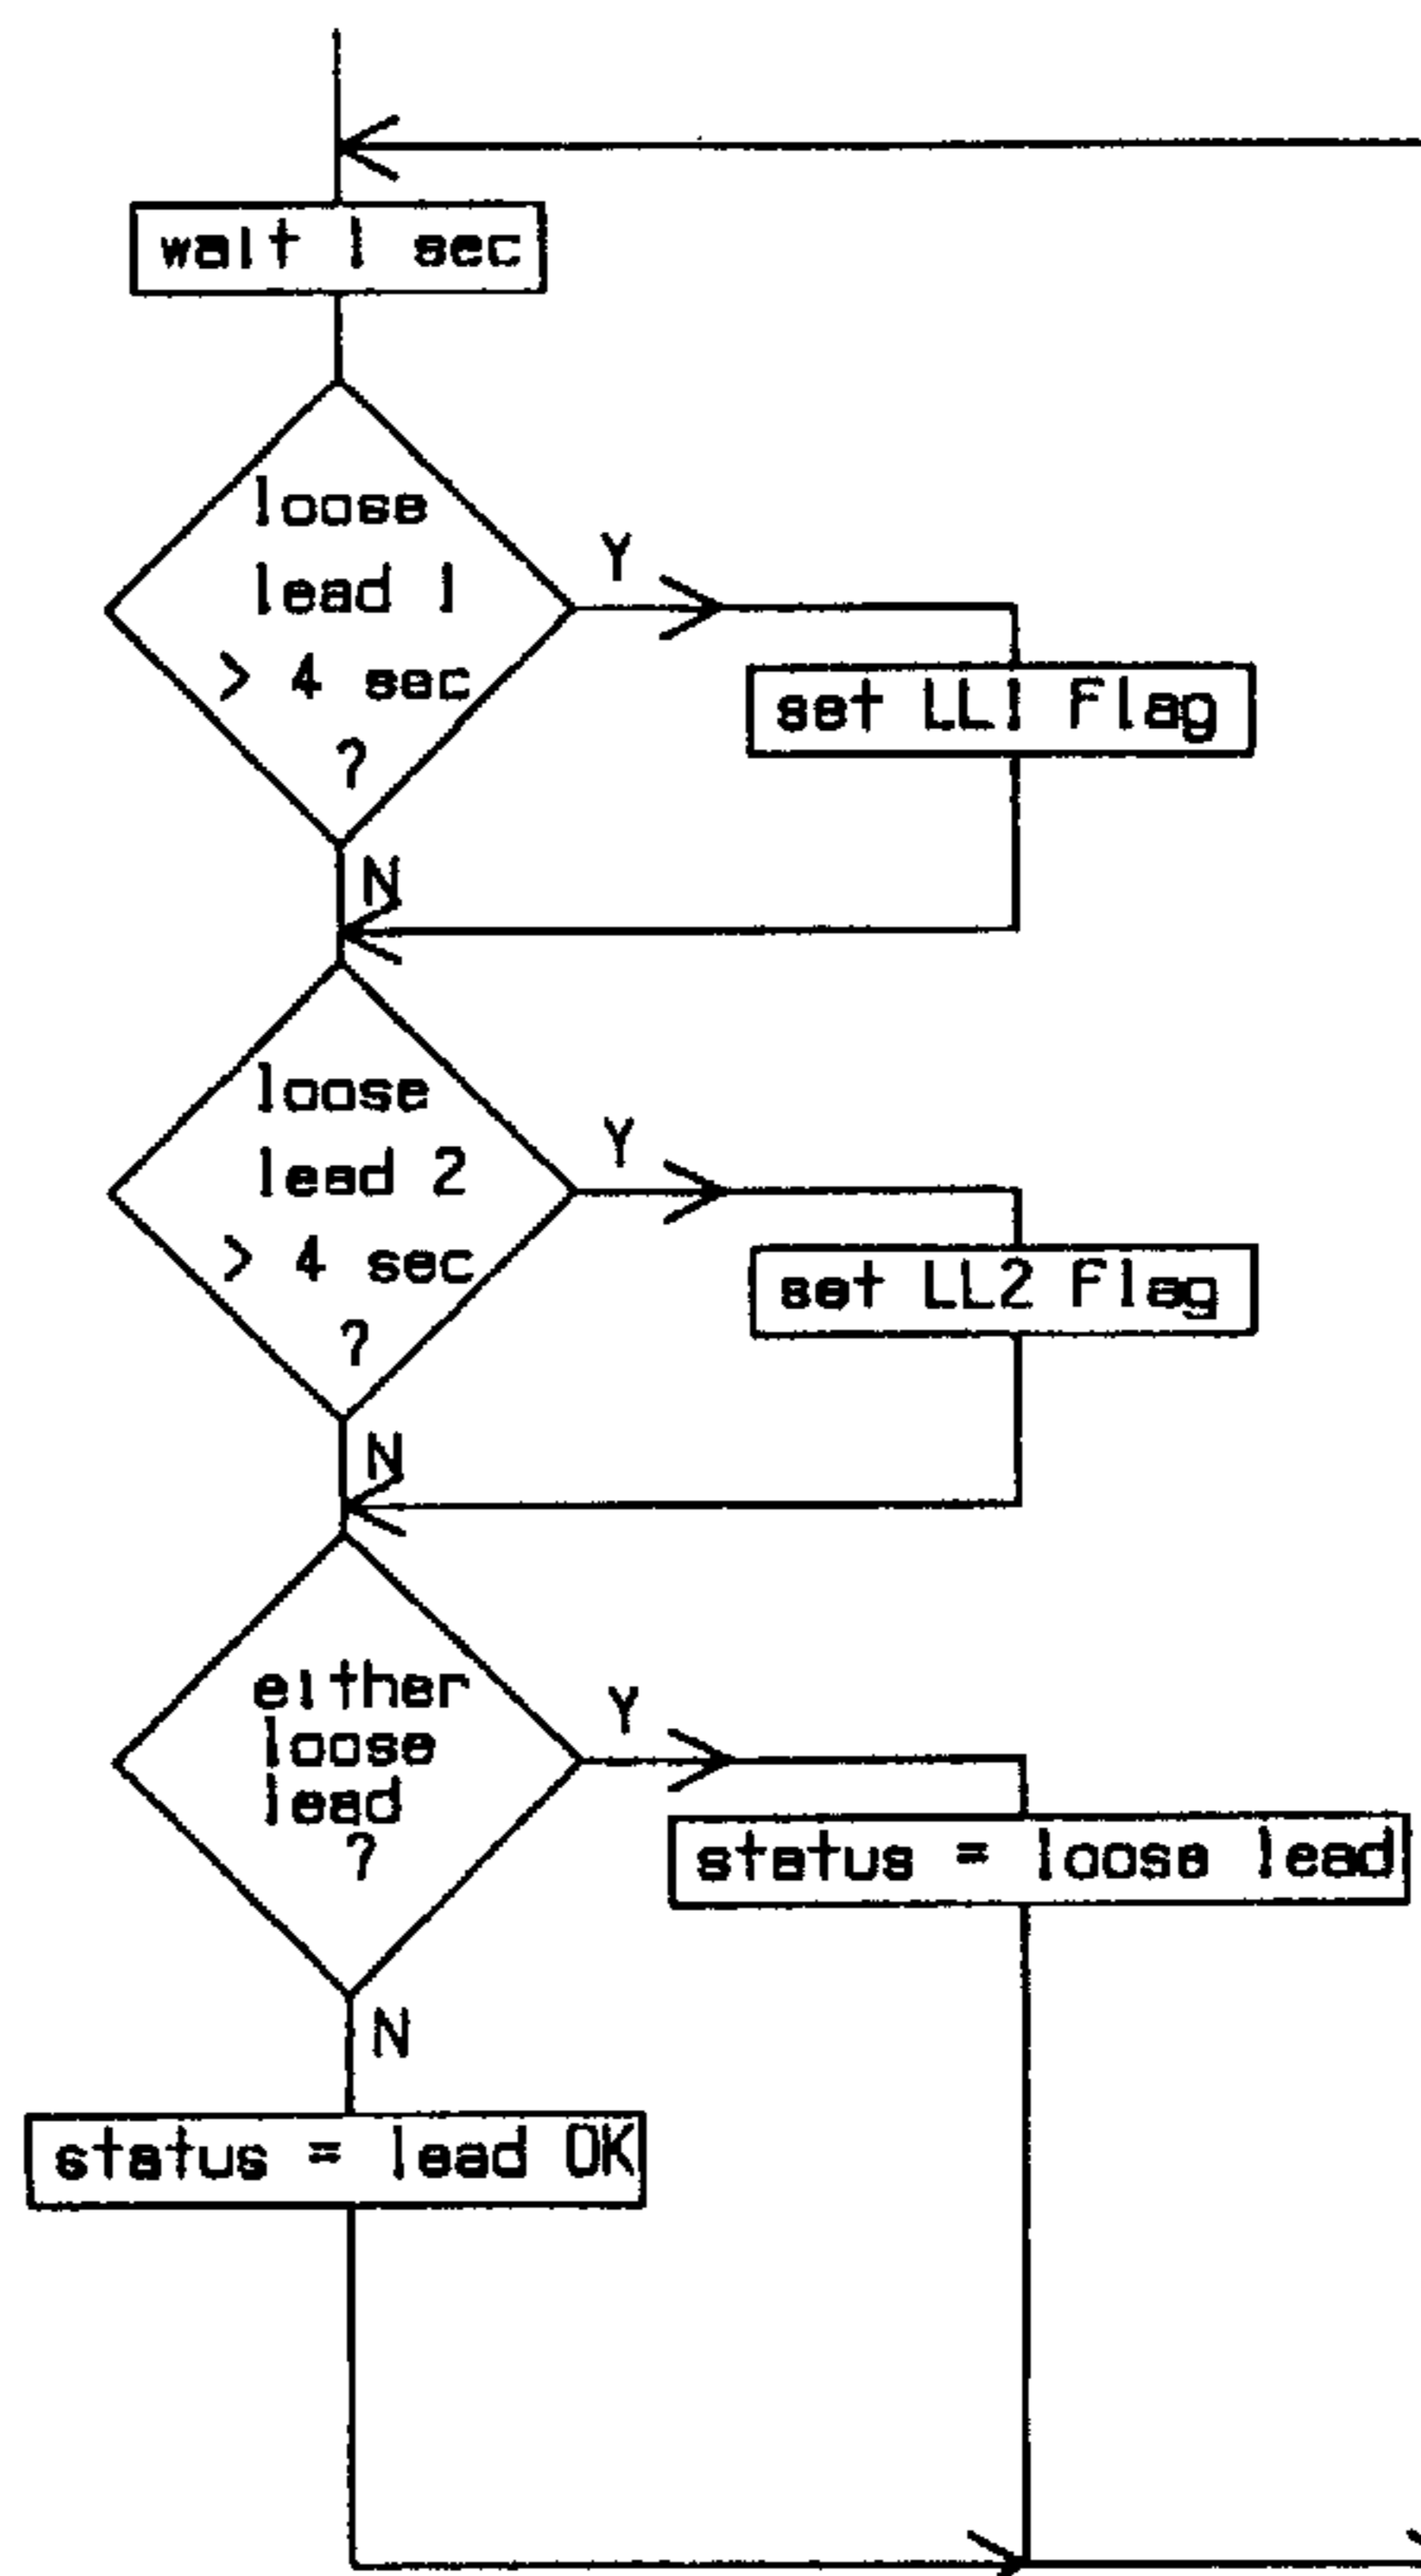 wait 1 sec
loose
lead 1
> 4 sec
?
Y
set LL1 Flag
N
loose
lead 2
> 4 sec
?
Y
set LL2 Flag
N
either
loose
lead
?
Y
status = loose lead
N
status = lead OK